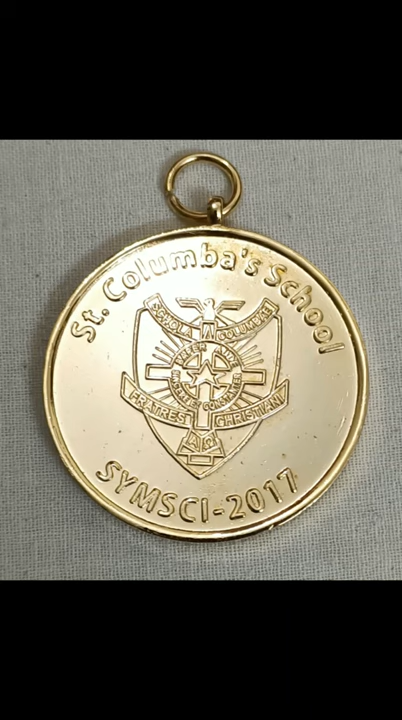 St. Columba's School
SCHOLA COLUMBAE
FRATRES CHRISTIANI
SYMSCI-2017